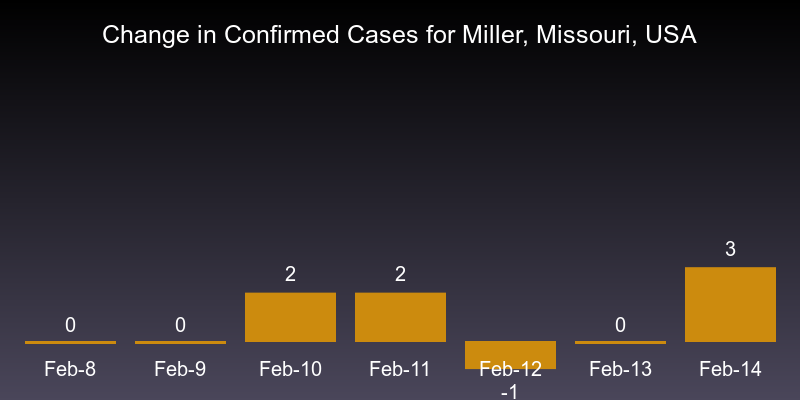 Change in Confirmed Cases for Miller, Missouri, USA
3
2 2
0 0 0
Feb-8 Feb-9 Feb-10 Feb-11 Feb-12 Feb-13 Feb-14
-1